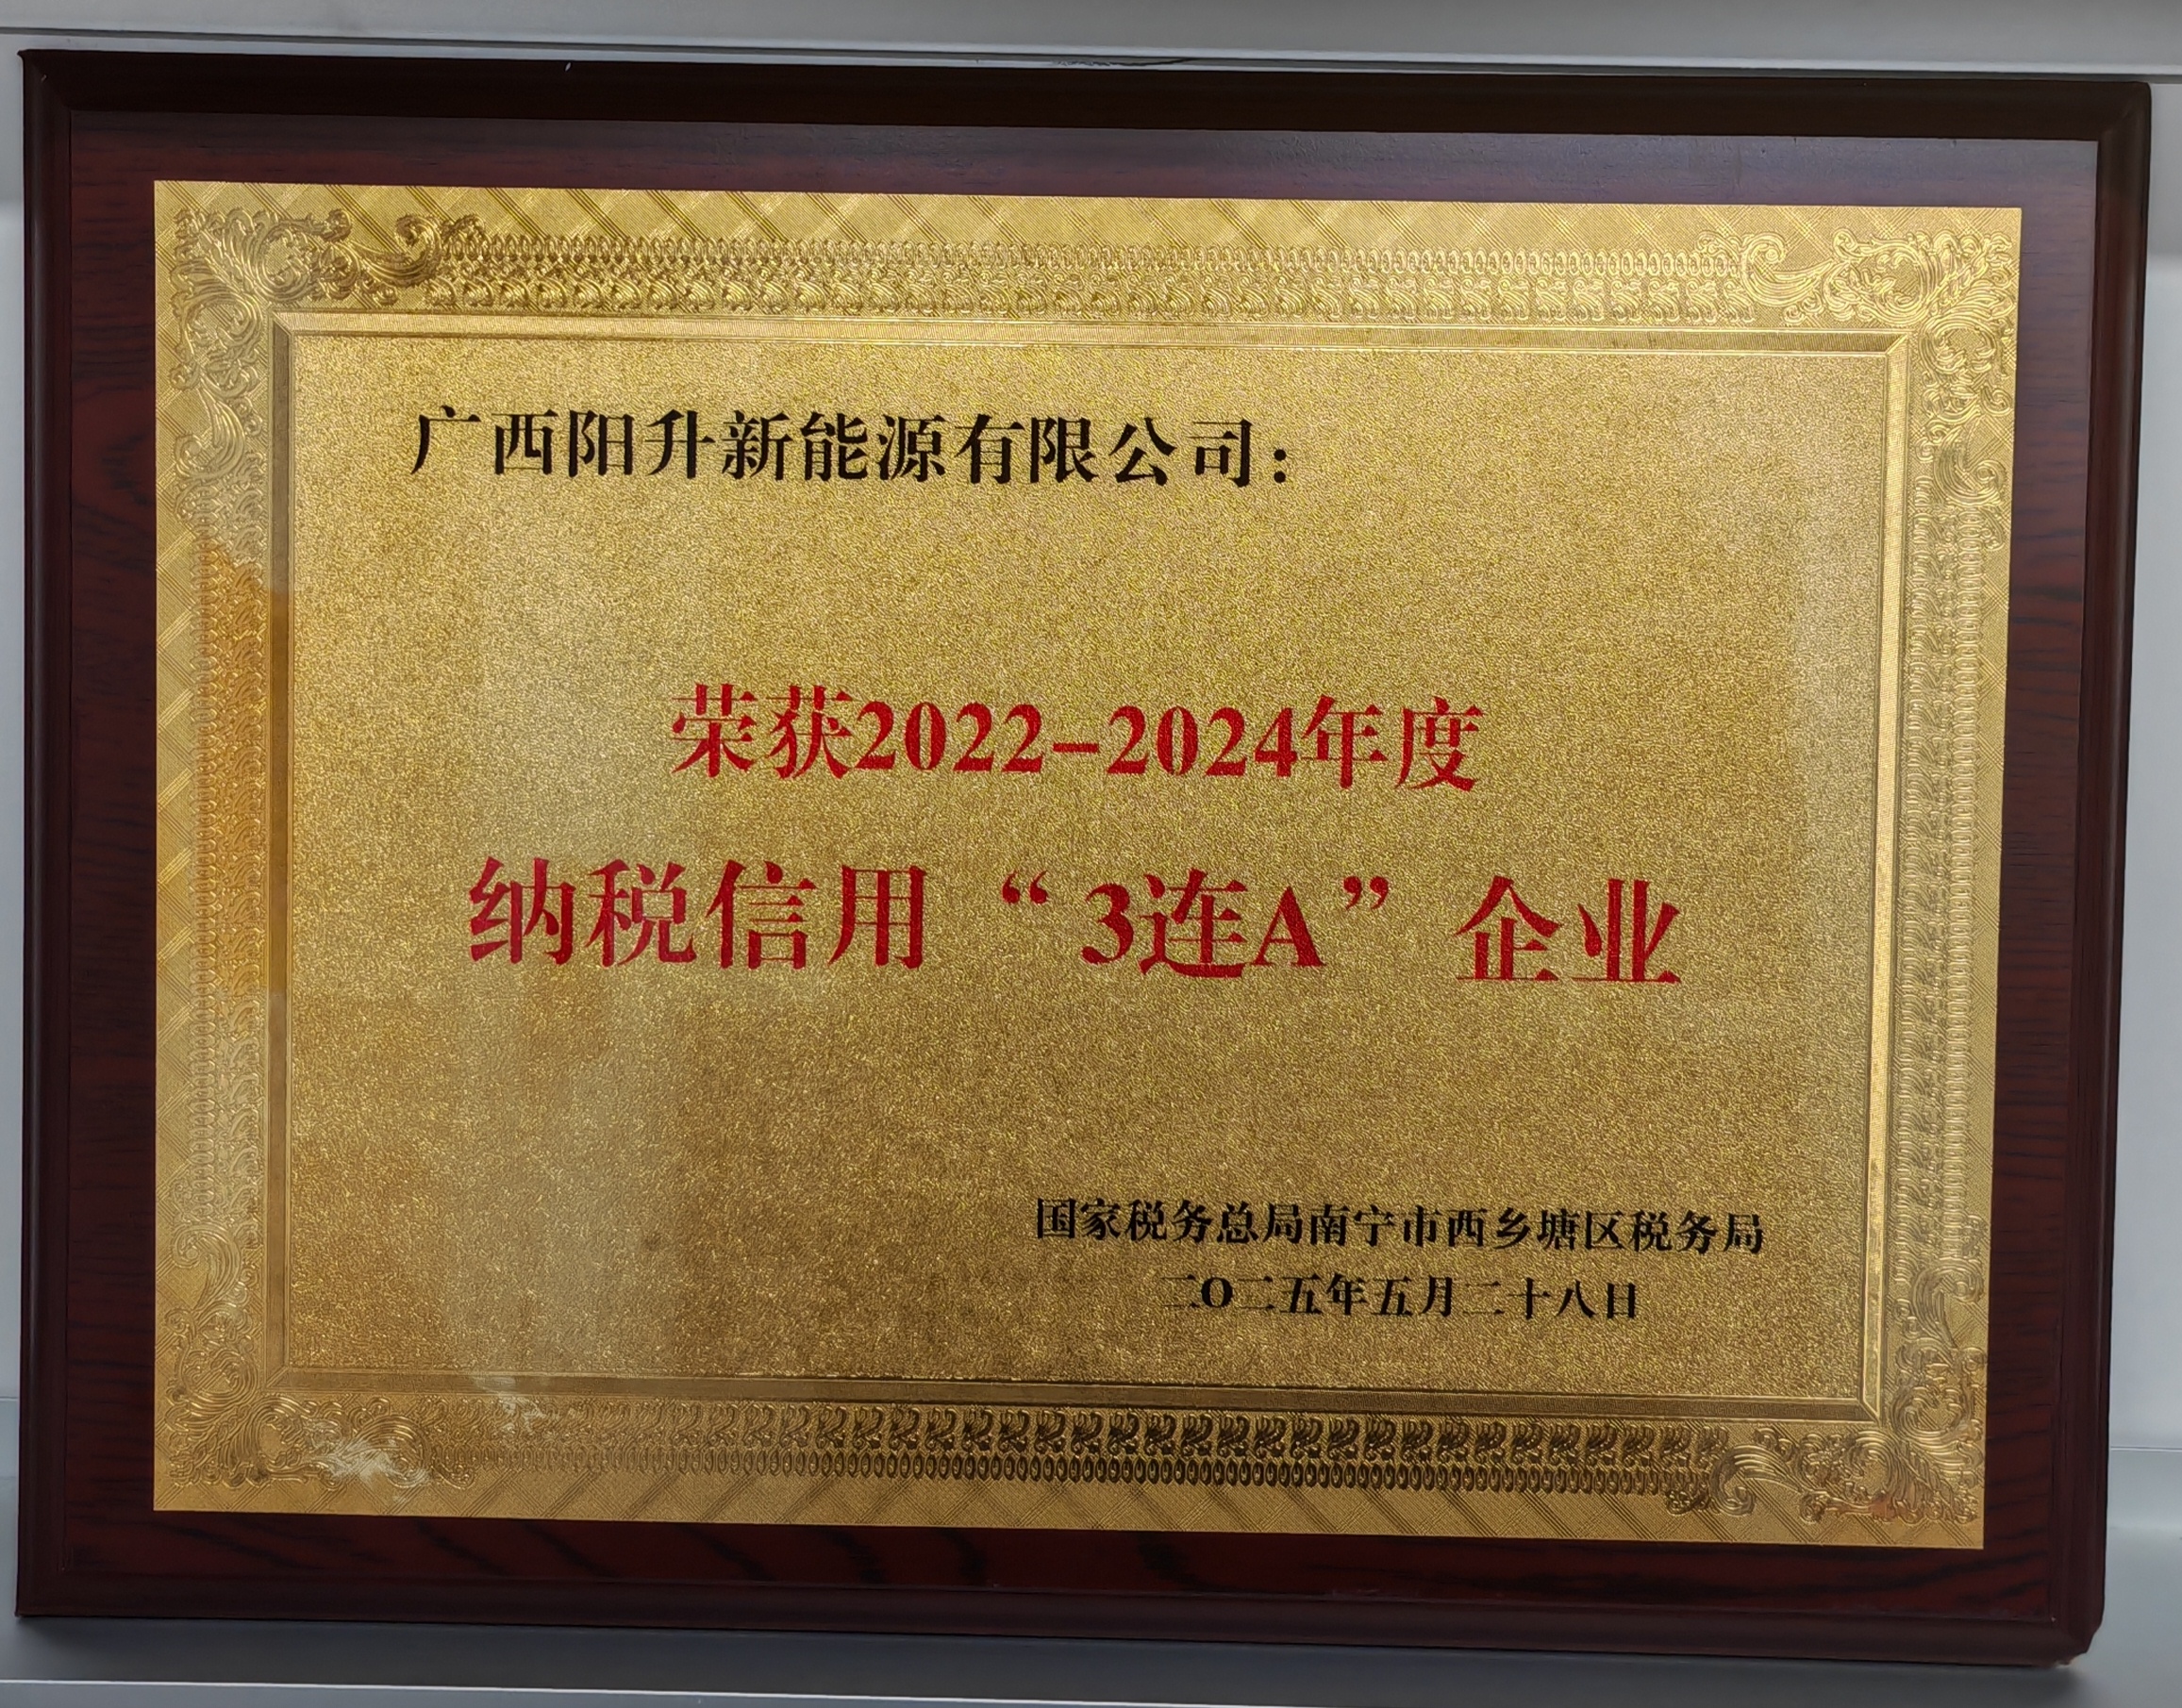 广西阳升新能源有限公司：
荣获2022-2024年度
纳税信用“3连A”企业
国家税务总局南宁市西乡塘区税务局
二O二五年五月二十八日